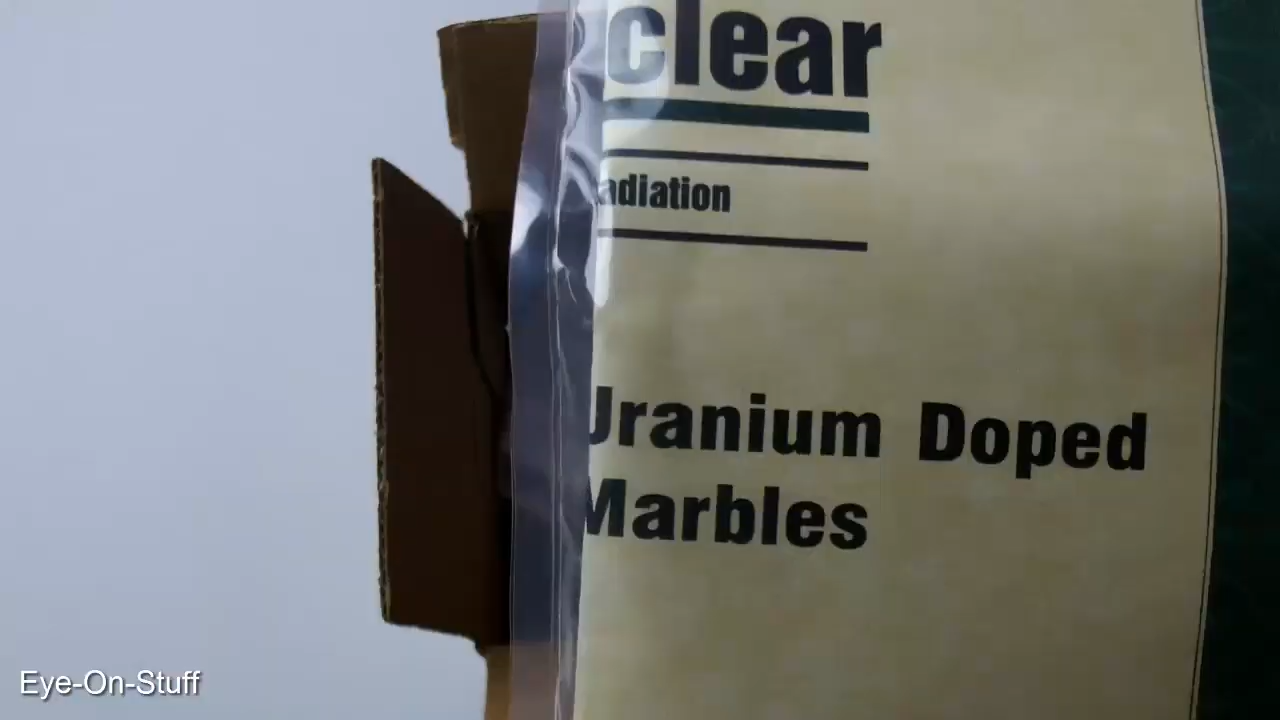 clear
adiation
Uranium Doped
Marbles
Eye-On-Stuff